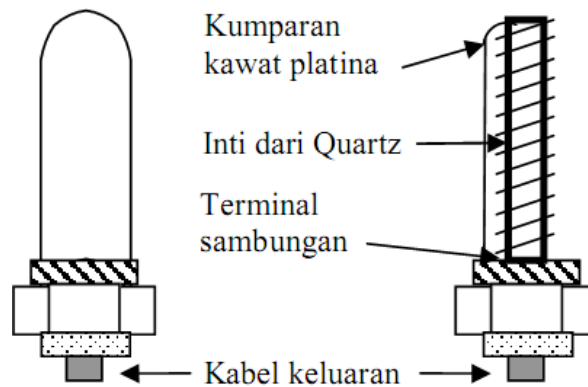 Kumparan
kawat platina
Inti dari Quartz
Terminal
sambungan
Kabel keluaran